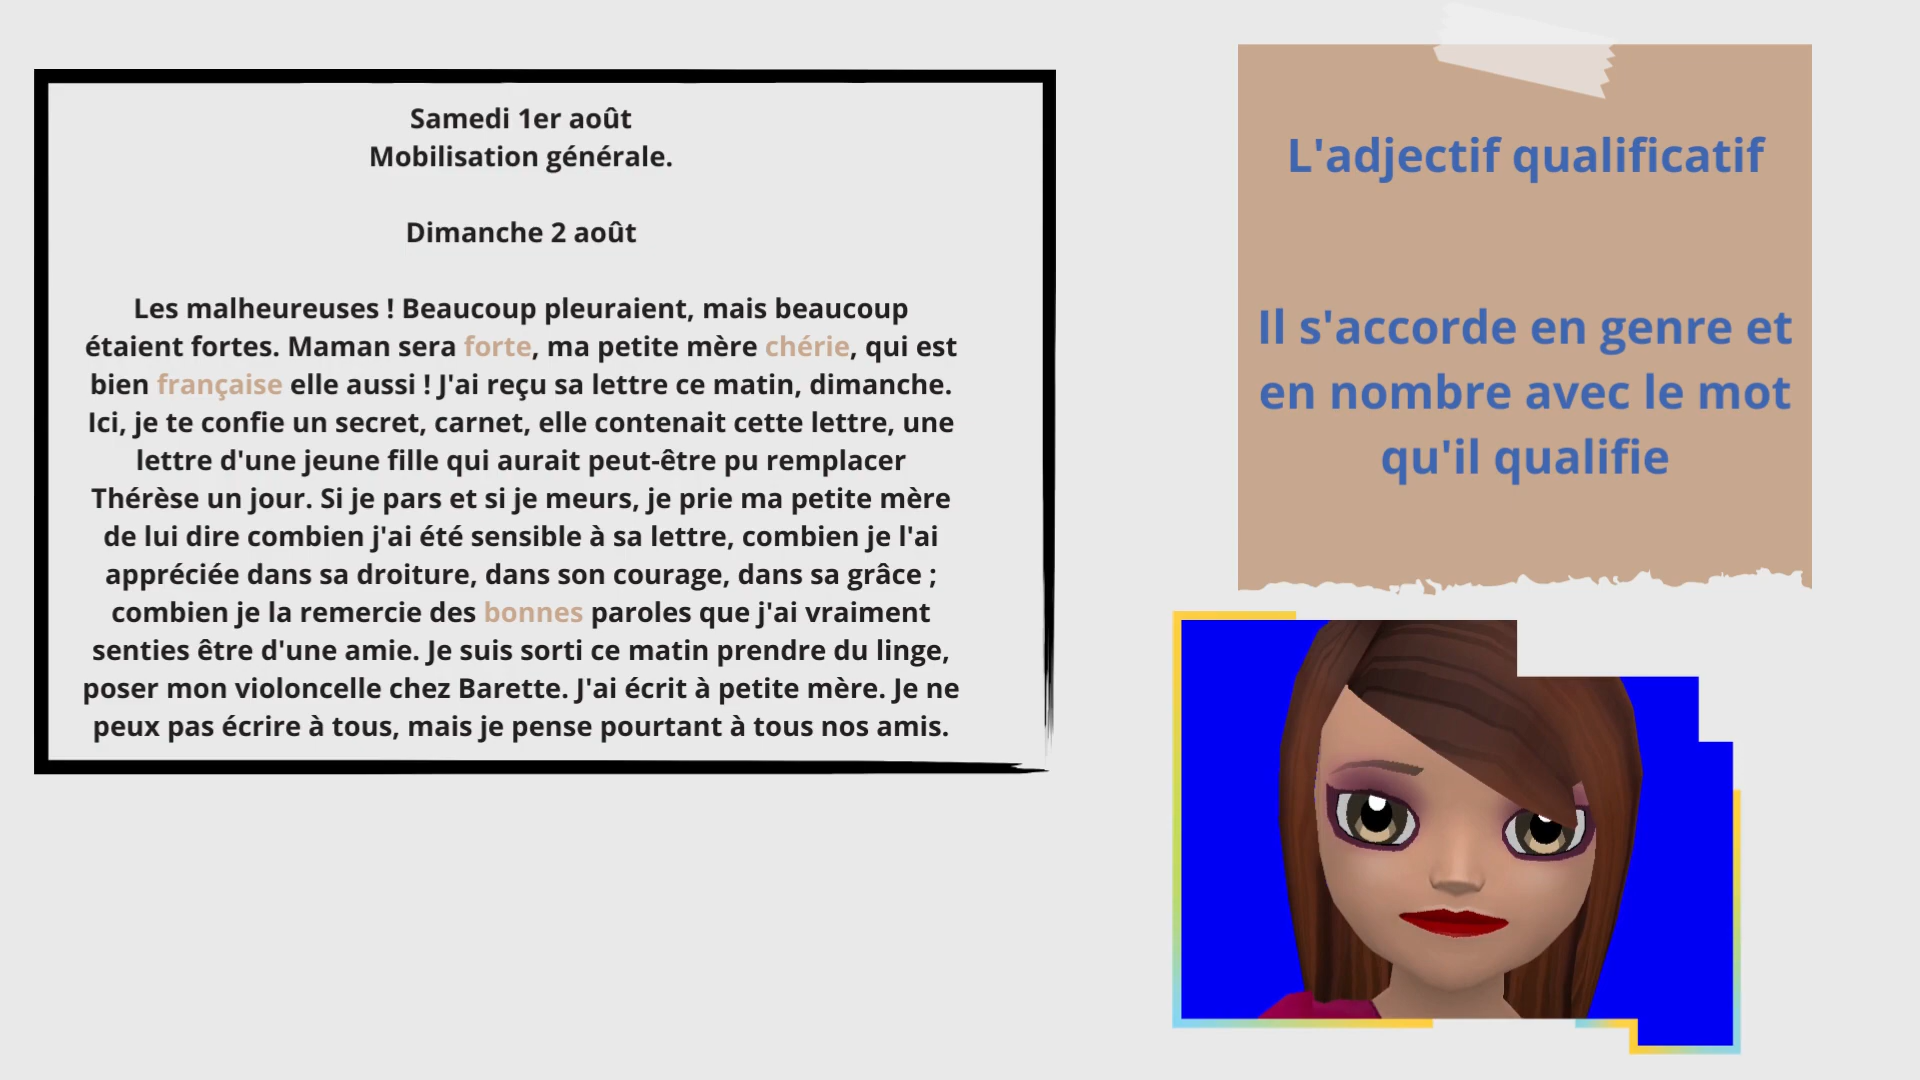 Samedi 1er août
Mobilisation générale.
Dimanche 2 août
Les malheureuses ! Beaucoup pleuraient, mais beaucoup
étaient fortes. Maman sera forte, ma petite mère chérie, qui est
bien française elle aussi ! J'ai reçu sa lettre ce matin, dimanche.
Ici, je te confie un secret, carnet, elle contenait cette lettre, une
lettre d'une jeune fille qui aurait peut-être pu remplacer
Thérèse un jour. Si je pars et si je meurs, je prie ma petite mère
de lui dire combien j'ai été sensible à sa lettre, combien je l'ai
appréciée dans sa droiture, dans son courage, dans sa grâce ;
combien je la remercie des bonnes paroles que j'ai vraiment
senties être d'une amie. Je suis sorti ce matin prendre du linge,
poser mon violoncelle chez Barette. J'ai écrit à petite mère. Je ne
peux pas écrire à tous, mais je pense pourtant à tous nos amis.
L'adjectif qualificatif
Il s'accorde en genre et
en nombre avec le mot
qu'il qualifie